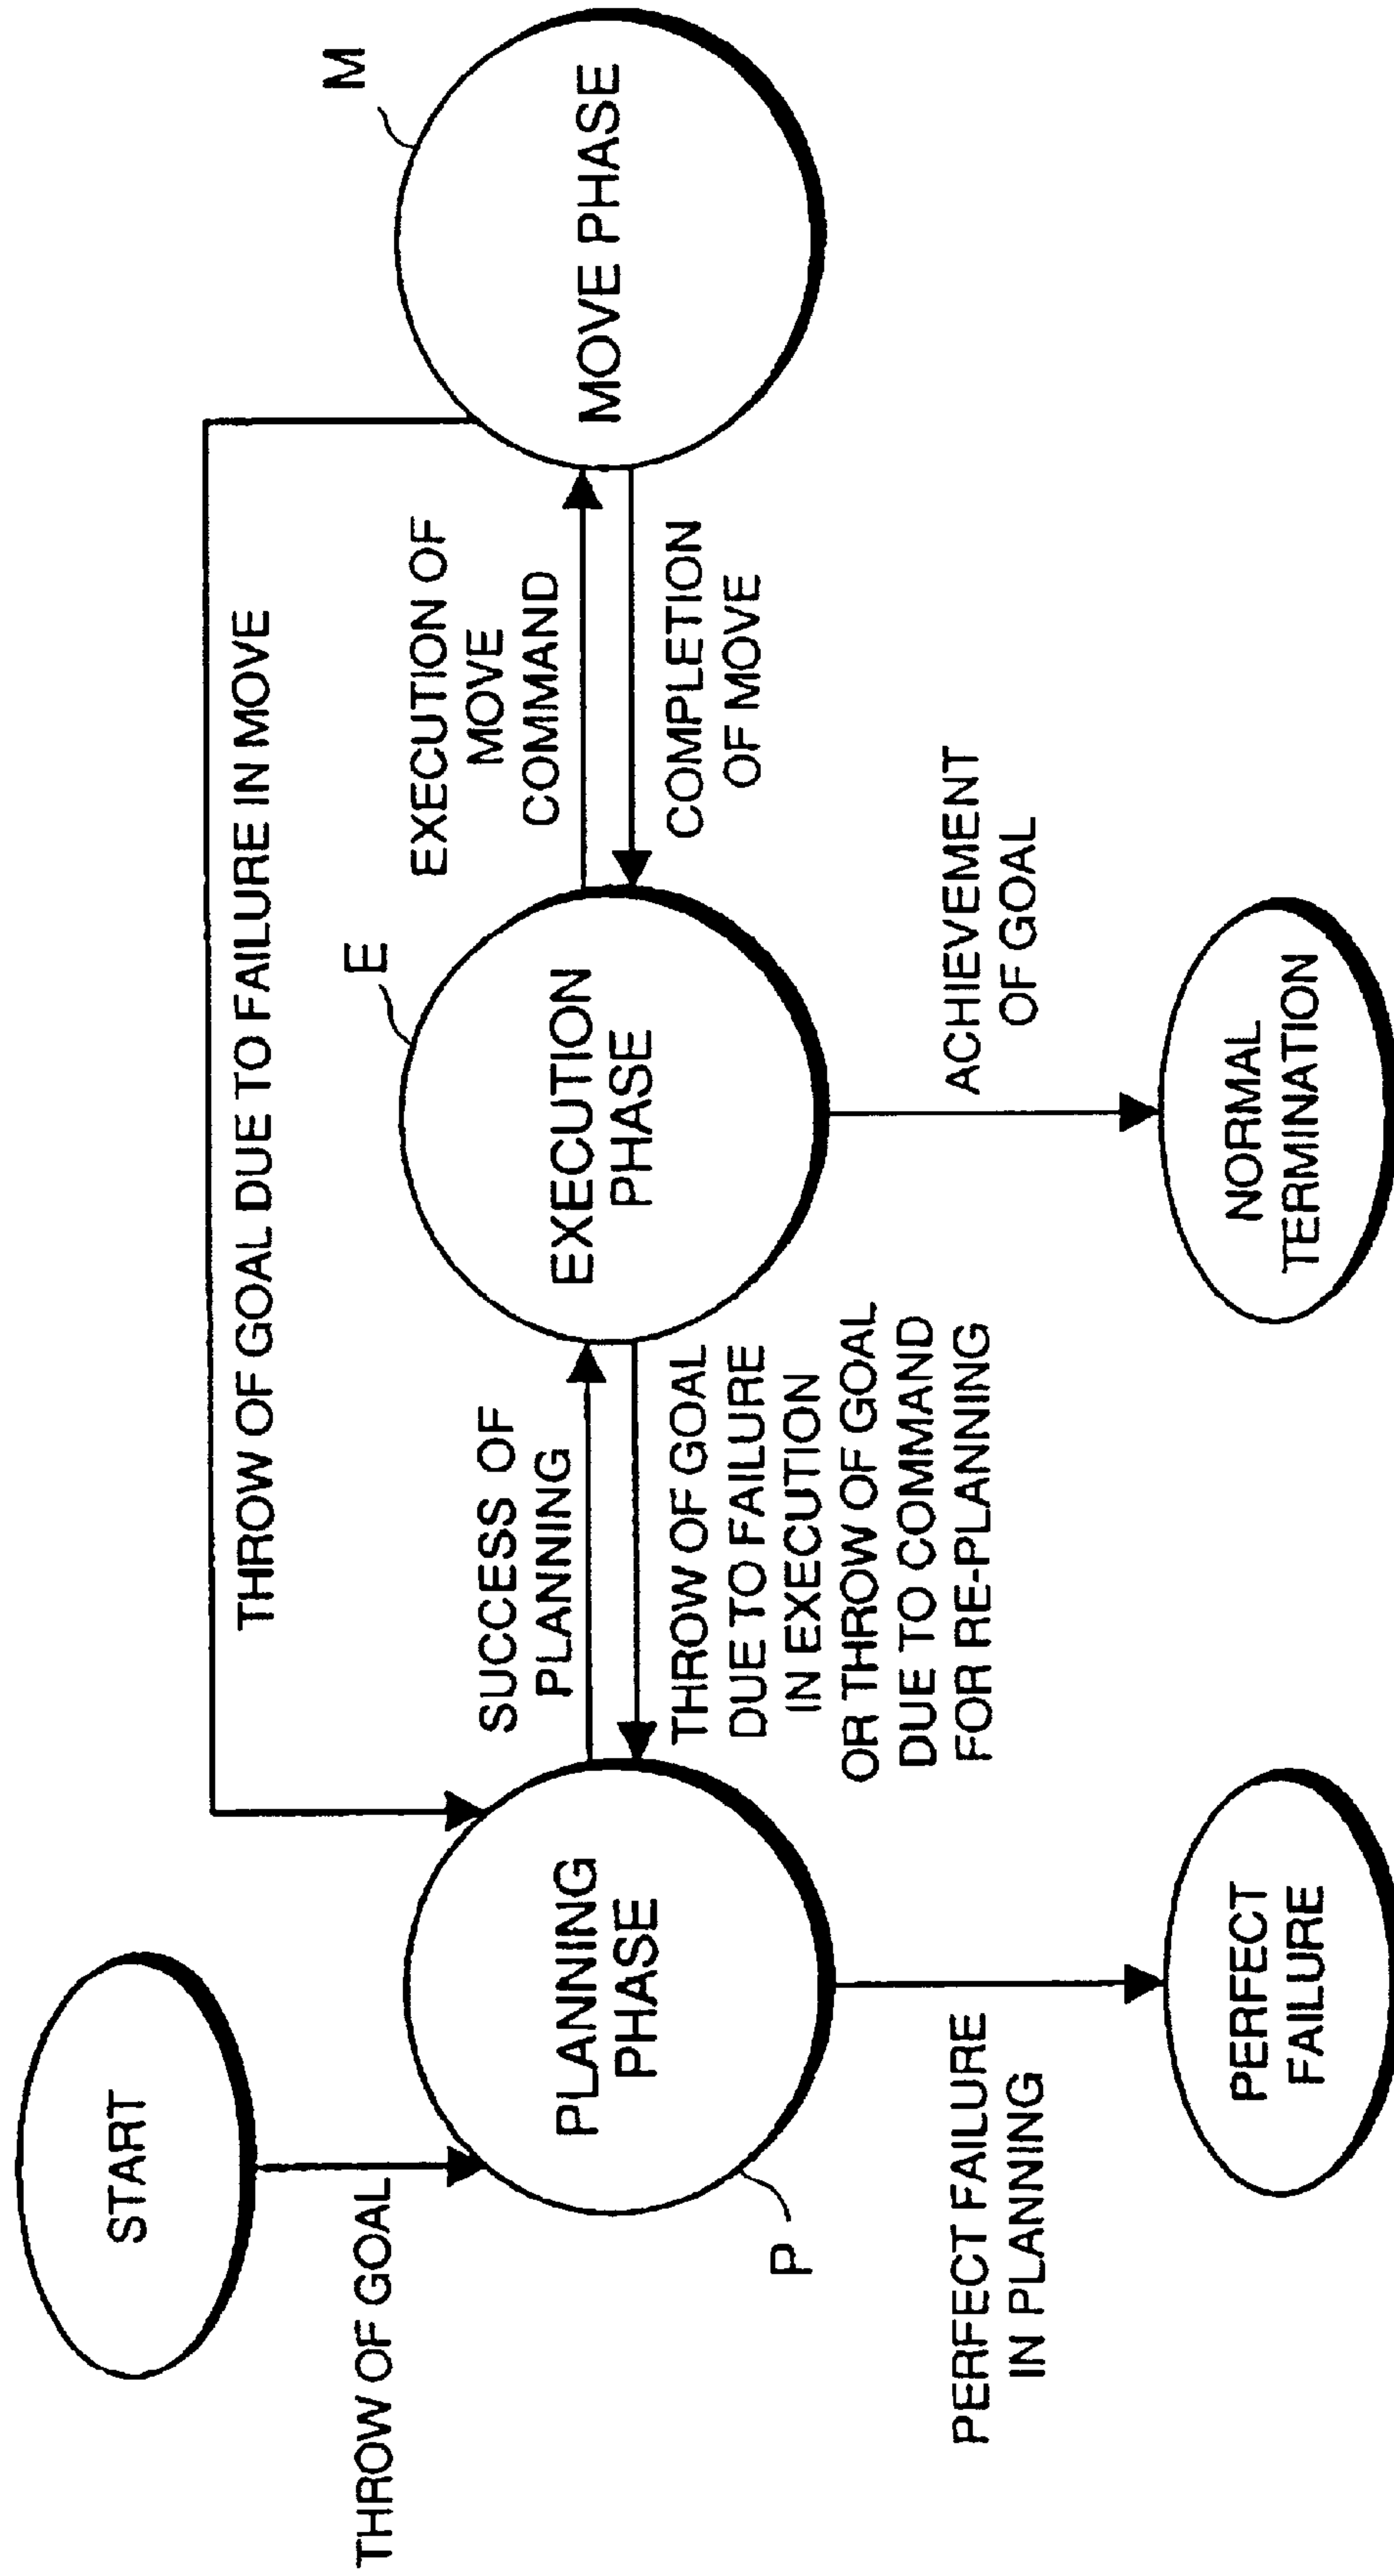 START
THROW OF GOAL
THROW OF GOAL DUE TO FAILURE IN MOVE
PLANNING
PHASE
P
SUCCESS OF
PLANNING
THROW OF GOAL
DUE TO FAILURE
IN EXECUTION
OR THROW OF GOAL
DUE TO COMMAND
FOR RE-PLANNING
E
EXECUTION
PHASE
EXECUTION OF
MOVE
COMMAND
COMPLETION
OF MOVE
M
MOVE PHASE
PERFECT FAILURE
IN PLANNING
PERFECT
FAILURE
ACHIEVEMENT
OF GOAL
NORMAL
TERMINATION